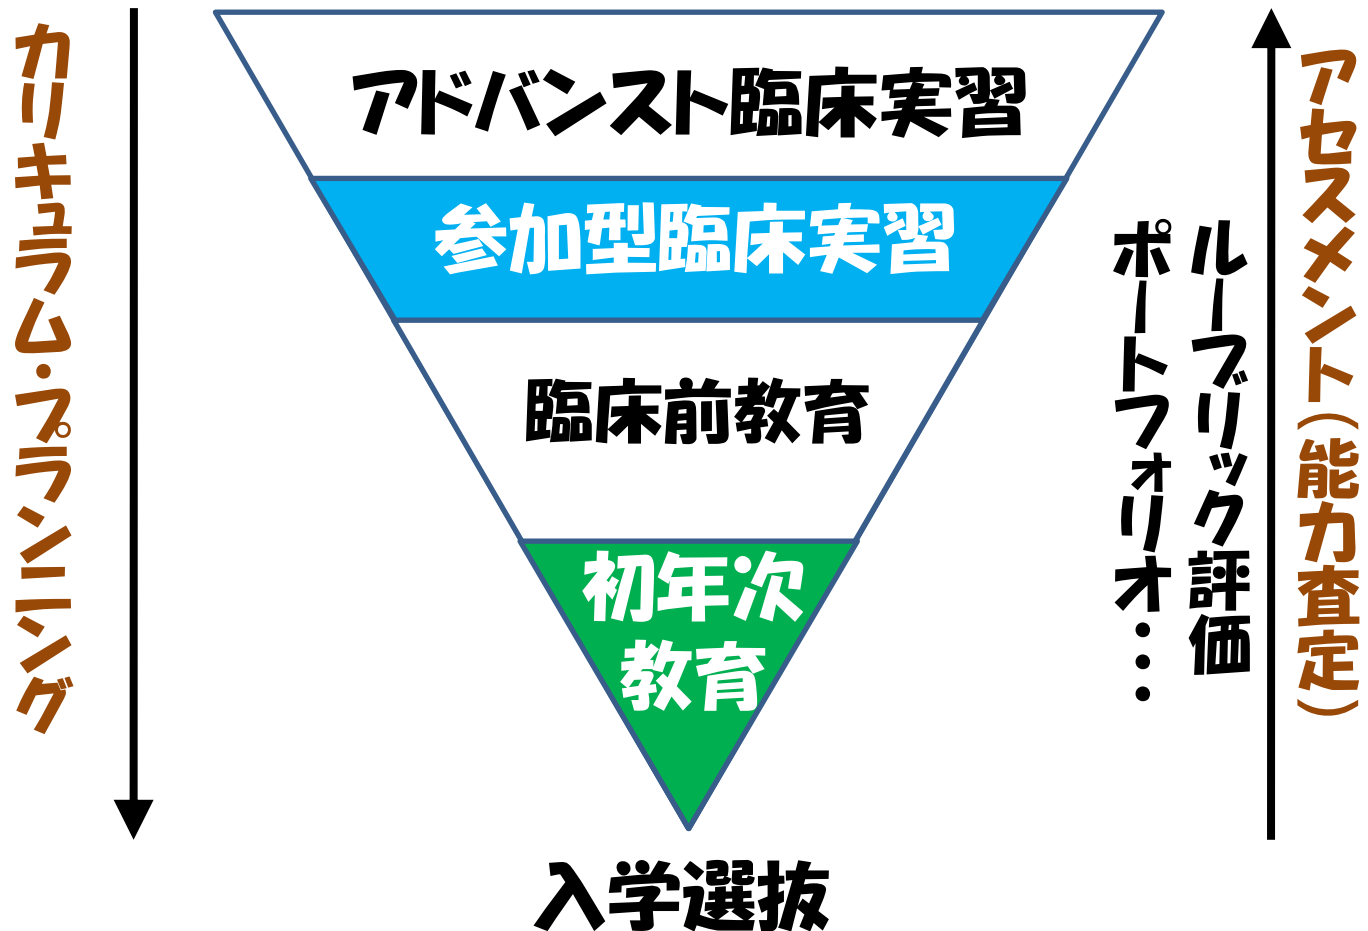 カリキュラム・プランニング
アドバンスト臨床実習
参加型臨床実習
臨床前教育
初年次
教育
入学選抜
ルーブリック評価
ポートフォリオ・・・
アセスメント（能力査定）